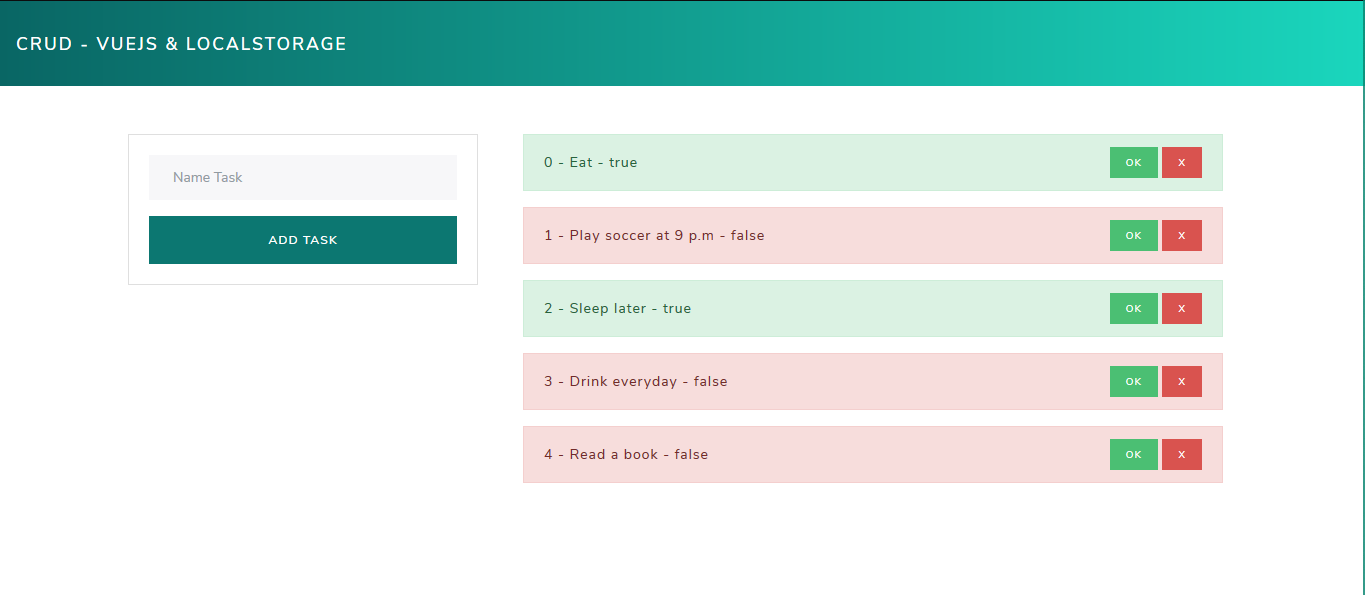 CRUD - VUEJS & LOCALSTORAGE
Name Task
ADD TASK
0 - Eat - true OK X
1 - Play soccer at 9 p.m - false OK X
2 - Sleep later - true OK X
3 - Drink everyday - false OK X
4 - Read a book - false OK X